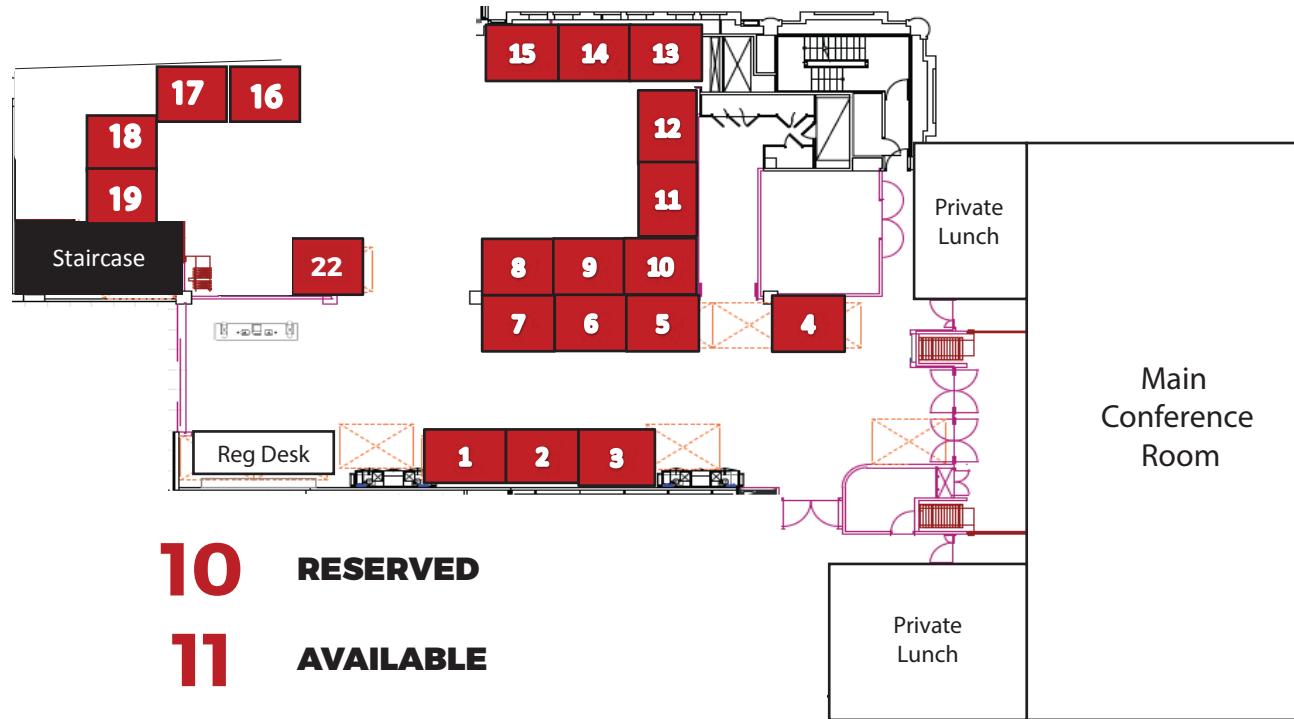 15 14 13
17 16
18
12
19
11
Private
Lunch
Staircase
22
8 9 10
7 6 5 4
Main
Conference
Room
Reg Desk
1 2 3
10 RESERVED
11 AVAILABLE
Private
Lunch